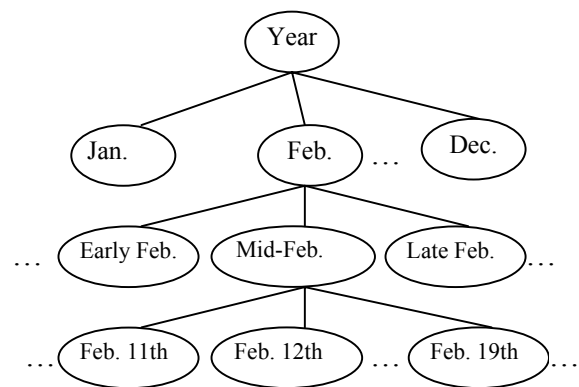 Year
Jan. Feb. ... Dec.
... Early Feb. Mid-Feb. Late Feb. ...
... Feb. 11th Feb. 12th ... Feb. 19th ...